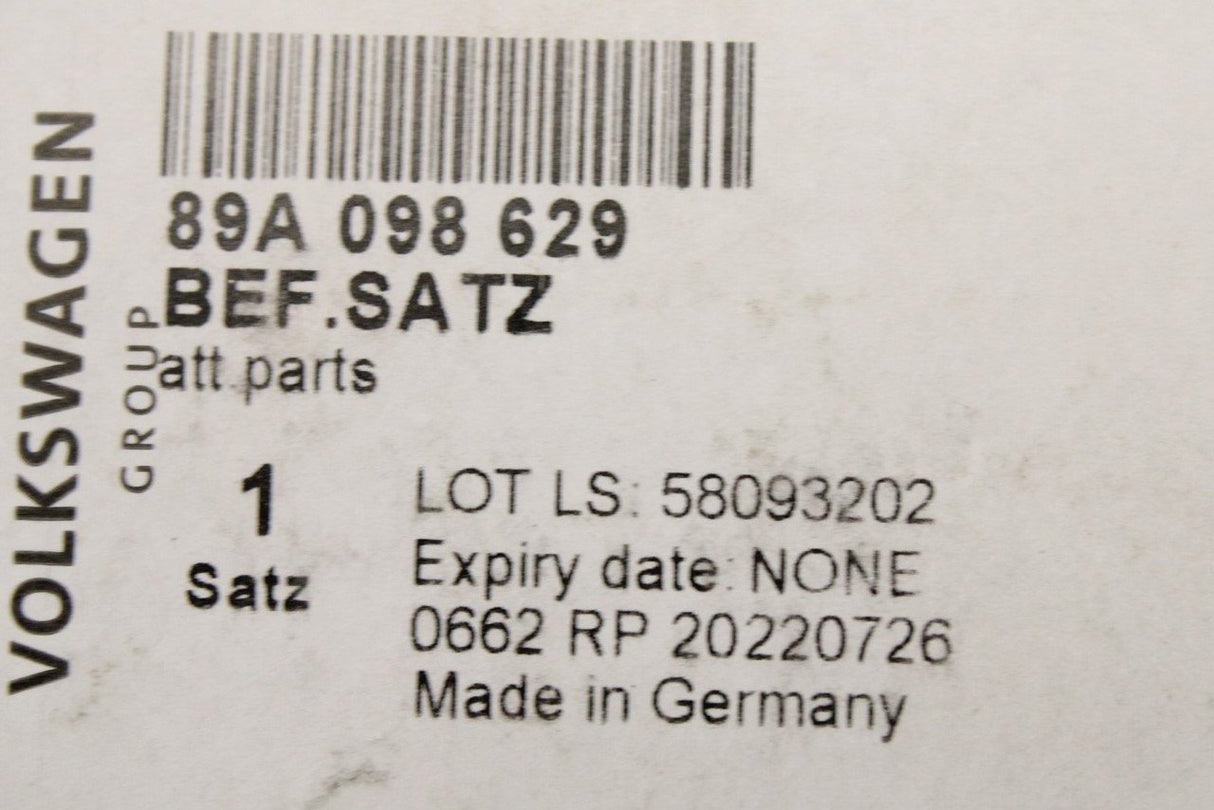 VOLKSWAGEN
GROUP
89A 098 629
BEF.SATZ
att.parts
1
Satz
LOT LS: 58093202
Expiry date: NONE
0662 RP 20220726
Made in Germany